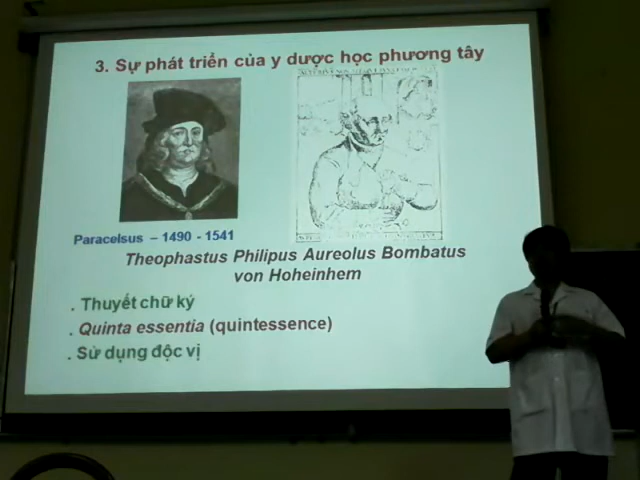 3. Sự phát triển của y dược học phương tây
Paracelsus – 1490 - 1541
Theophastus Philipus Aureolus Bombatus
von Hoheinhem
. Thuyết chữ ký
. Quinta essentia (quintessence)
. Sử dụng độc vị